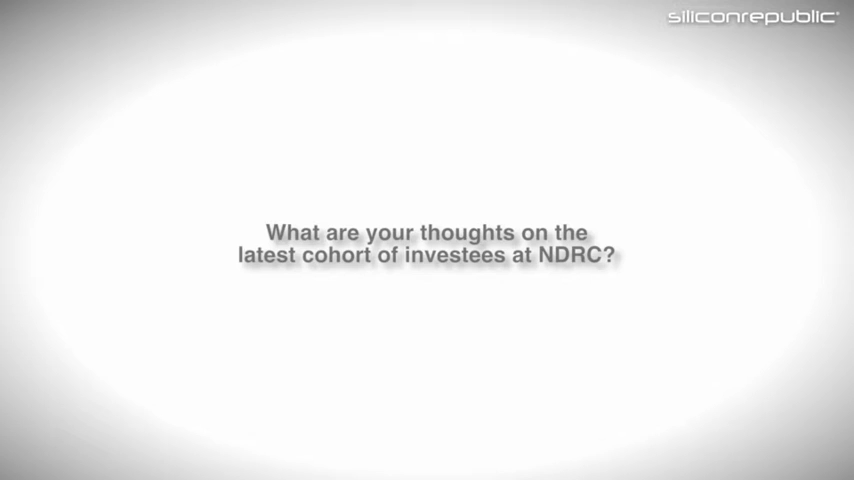 siliconrepublic
What are your thoughts on the
latest cohort of investees at NDRC?